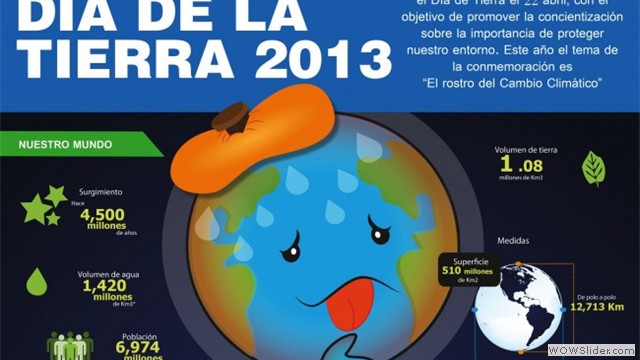 DIA DE LA
TIERRA 2013
el Día de Tierra el 22 abril, con el
objetivo de promover la concientización
sobre la importancia de proteger
nuestro entorno. Este año el tema de
la conmemoración es
“El rostro del Cambio Climático”
NUESTRO MUNDO
Surgimiento
Hace
4,500
millones
de años
Volumen de agua
1,420
millones
de Km3*
Población
6,974
millones
Volumen de tierra
1.08
millones de Km3
Medidas
Superficie
510 millones
de Km2
De polo a polo
12,713 Km
WOWSlider.com